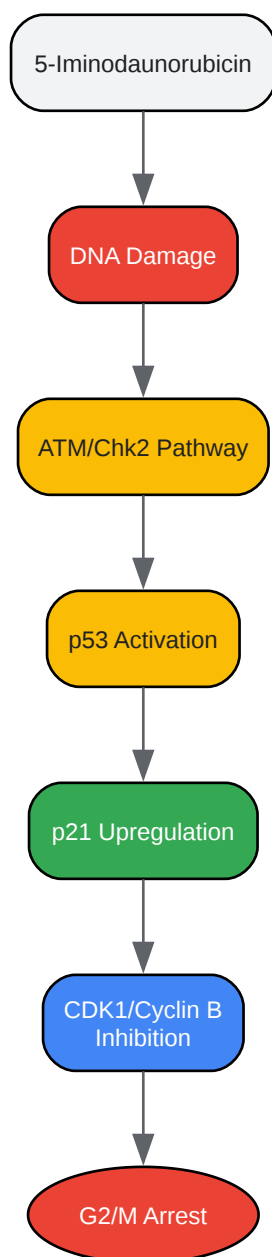 5-Iminodaunorubicin
DNA Damage
ATM/Chk2 Pathway
p53 Activation
p21 Upregulation
CDK1/Cyclin B
Inhibition
G2/M Arrest